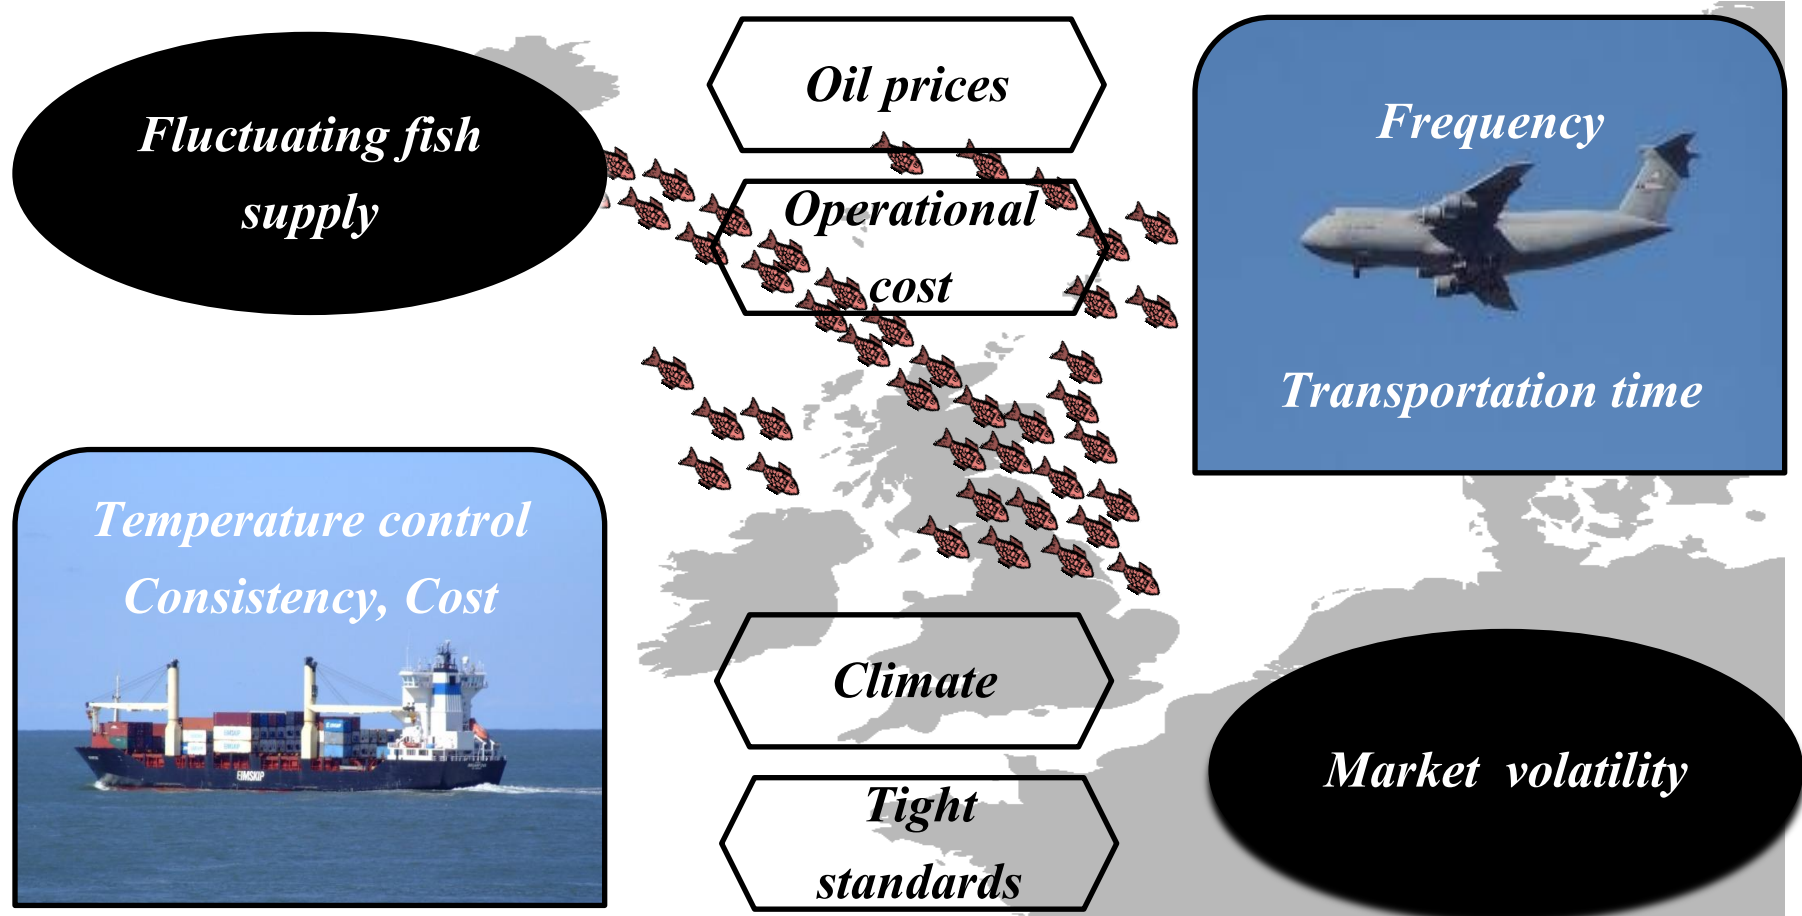 Fluctuating fish
supply
Oil prices
Operational
cost
Frequency
Transportation time
Temperature control
Consistency, Cost
EIMSKIP
Climate
Tight
standards
Market  volatility